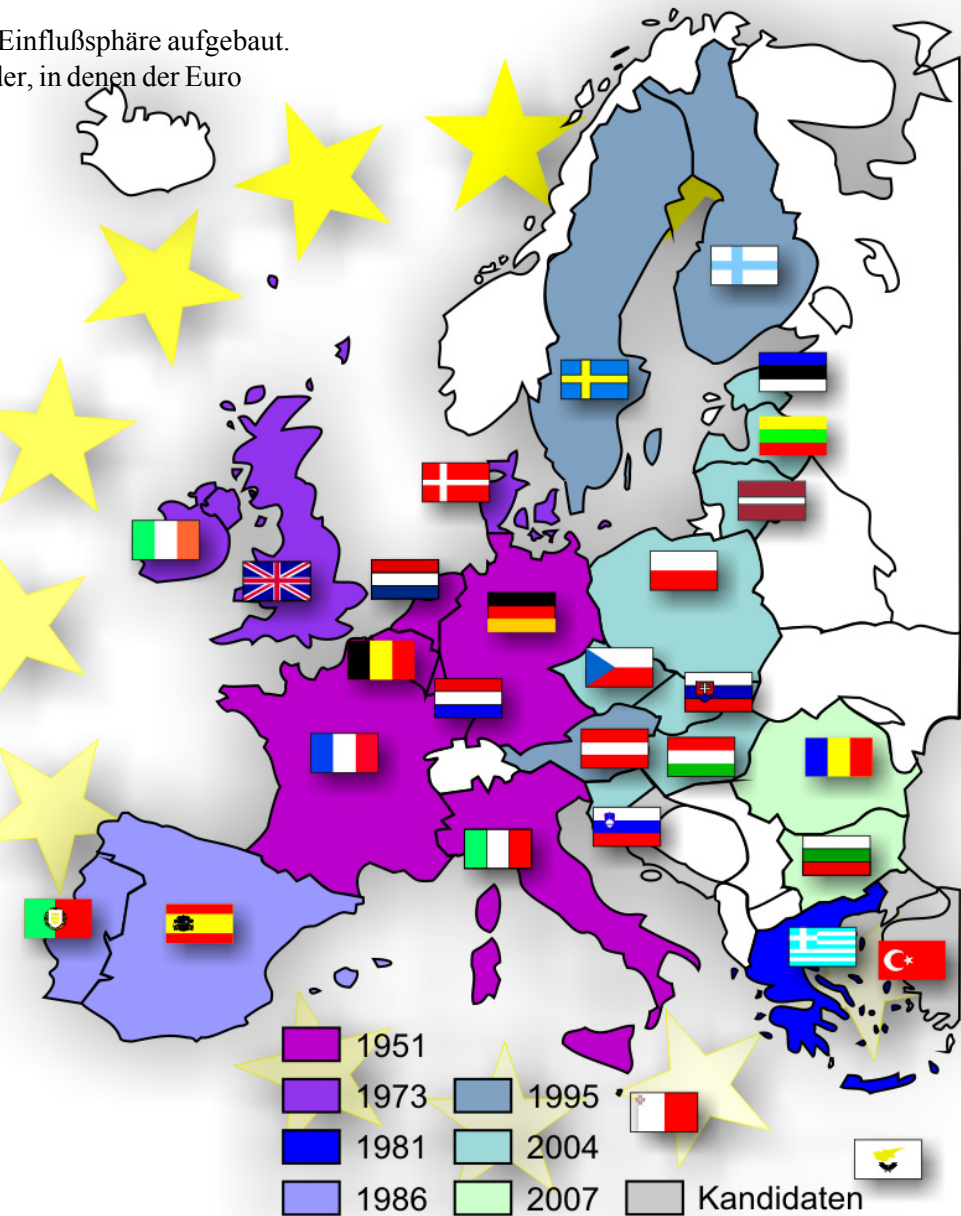 Einflußsphäre aufgebaut.
der, in denen der Euro
1951
1973
1981
1986
1995
2004
2007
Kandidaten